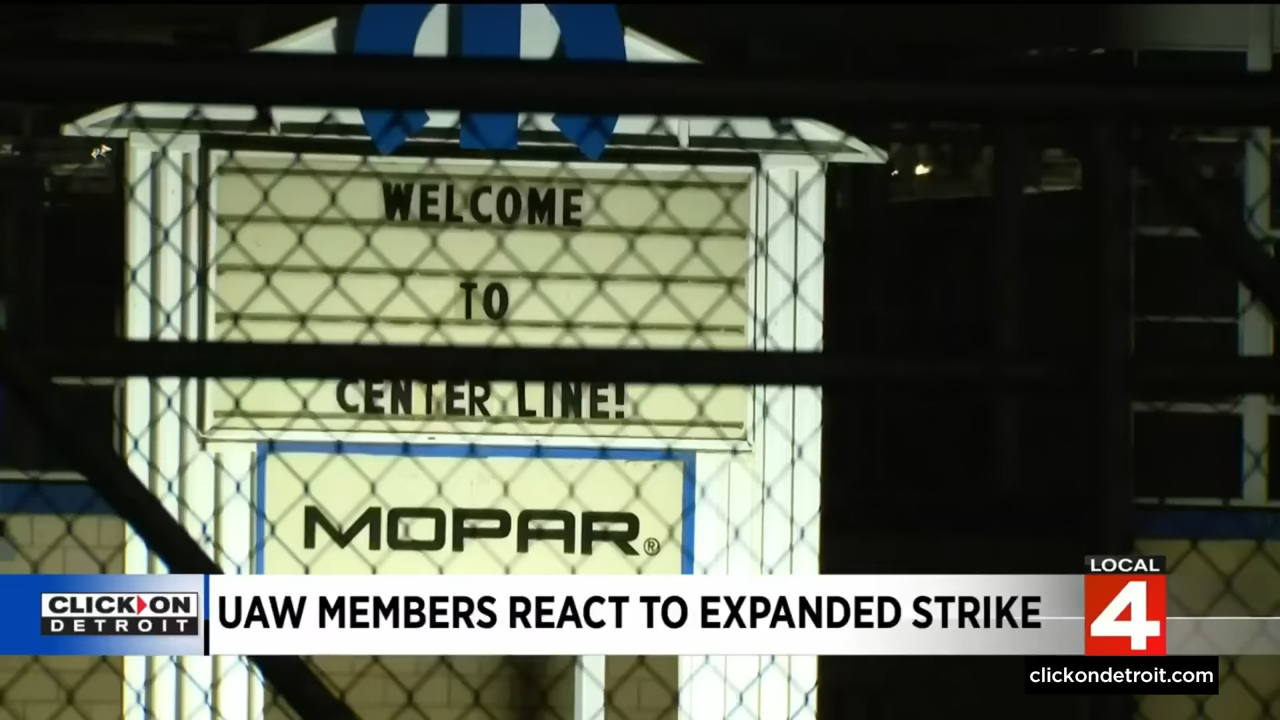 WELCOME
TO
CENTER LINE!
MOPAR®
CLICK ON
DETROIT
UAW MEMBERS REACT TO EXPANDED STRIKE
LOCAL
4
clickondetroit.com